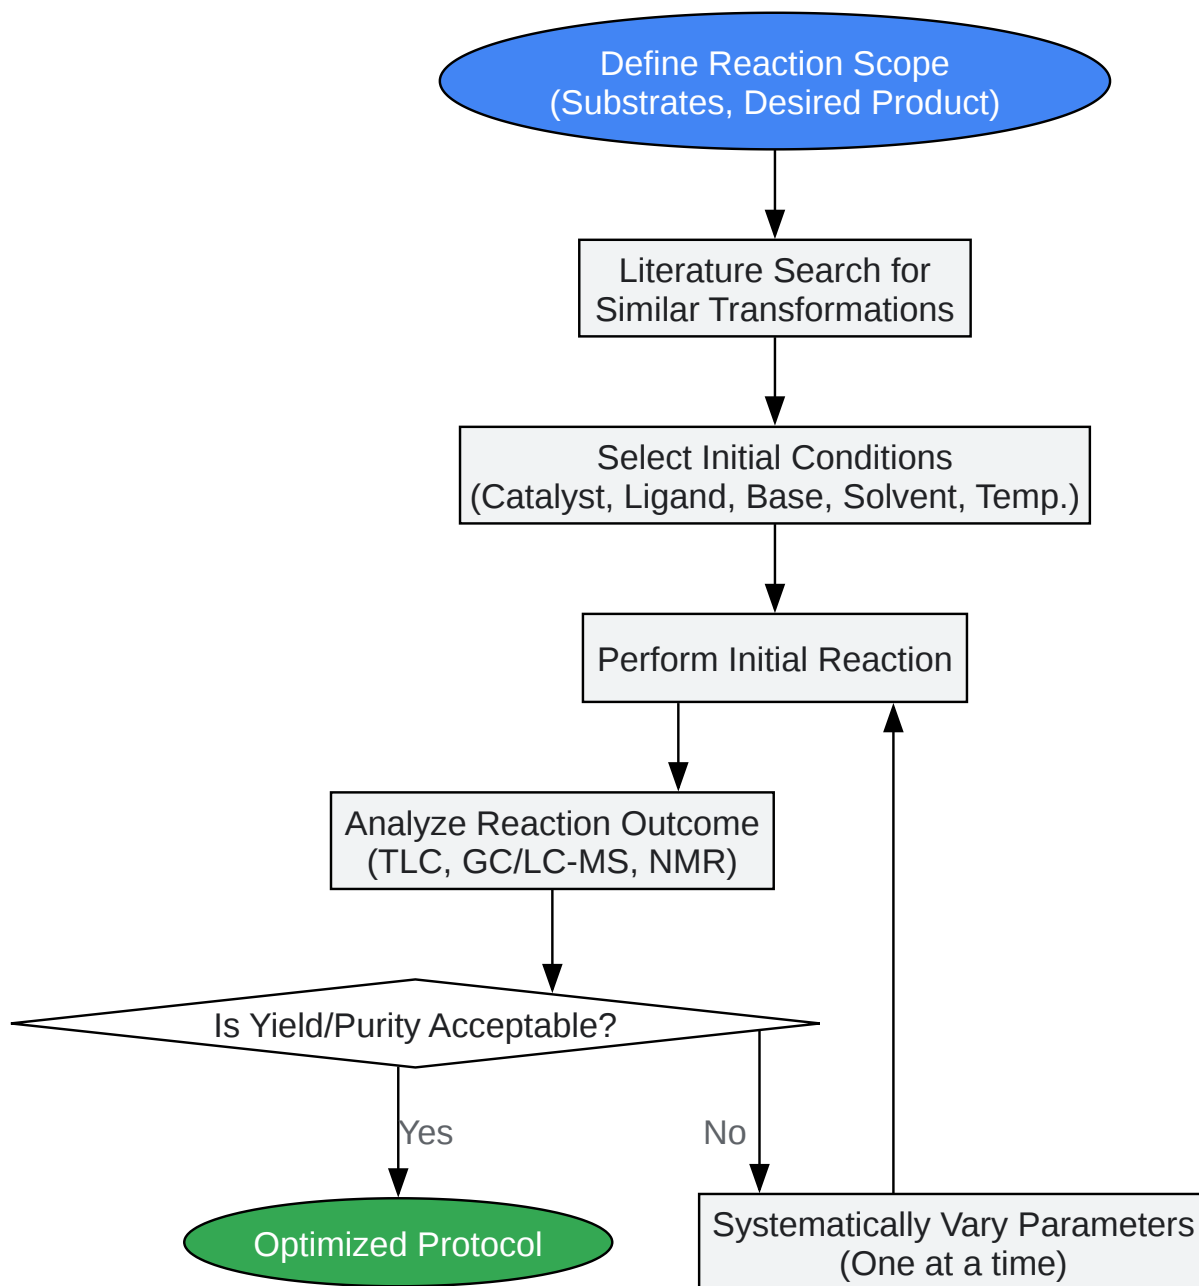 Define Reaction Scope
(Substrates, Desired Product)
Literature Search for
Similar Transformations
Select Initial Conditions
(Catalyst, Ligand, Base, Solvent, Temp.)
Perform Initial Reaction
Analyze Reaction Outcome
(TLC, GC/LC-MS, NMR)
Is Yield/Purity Acceptable?
Yes
No
Optimized Protocol
Systematically Vary Parameters
(One at a time)